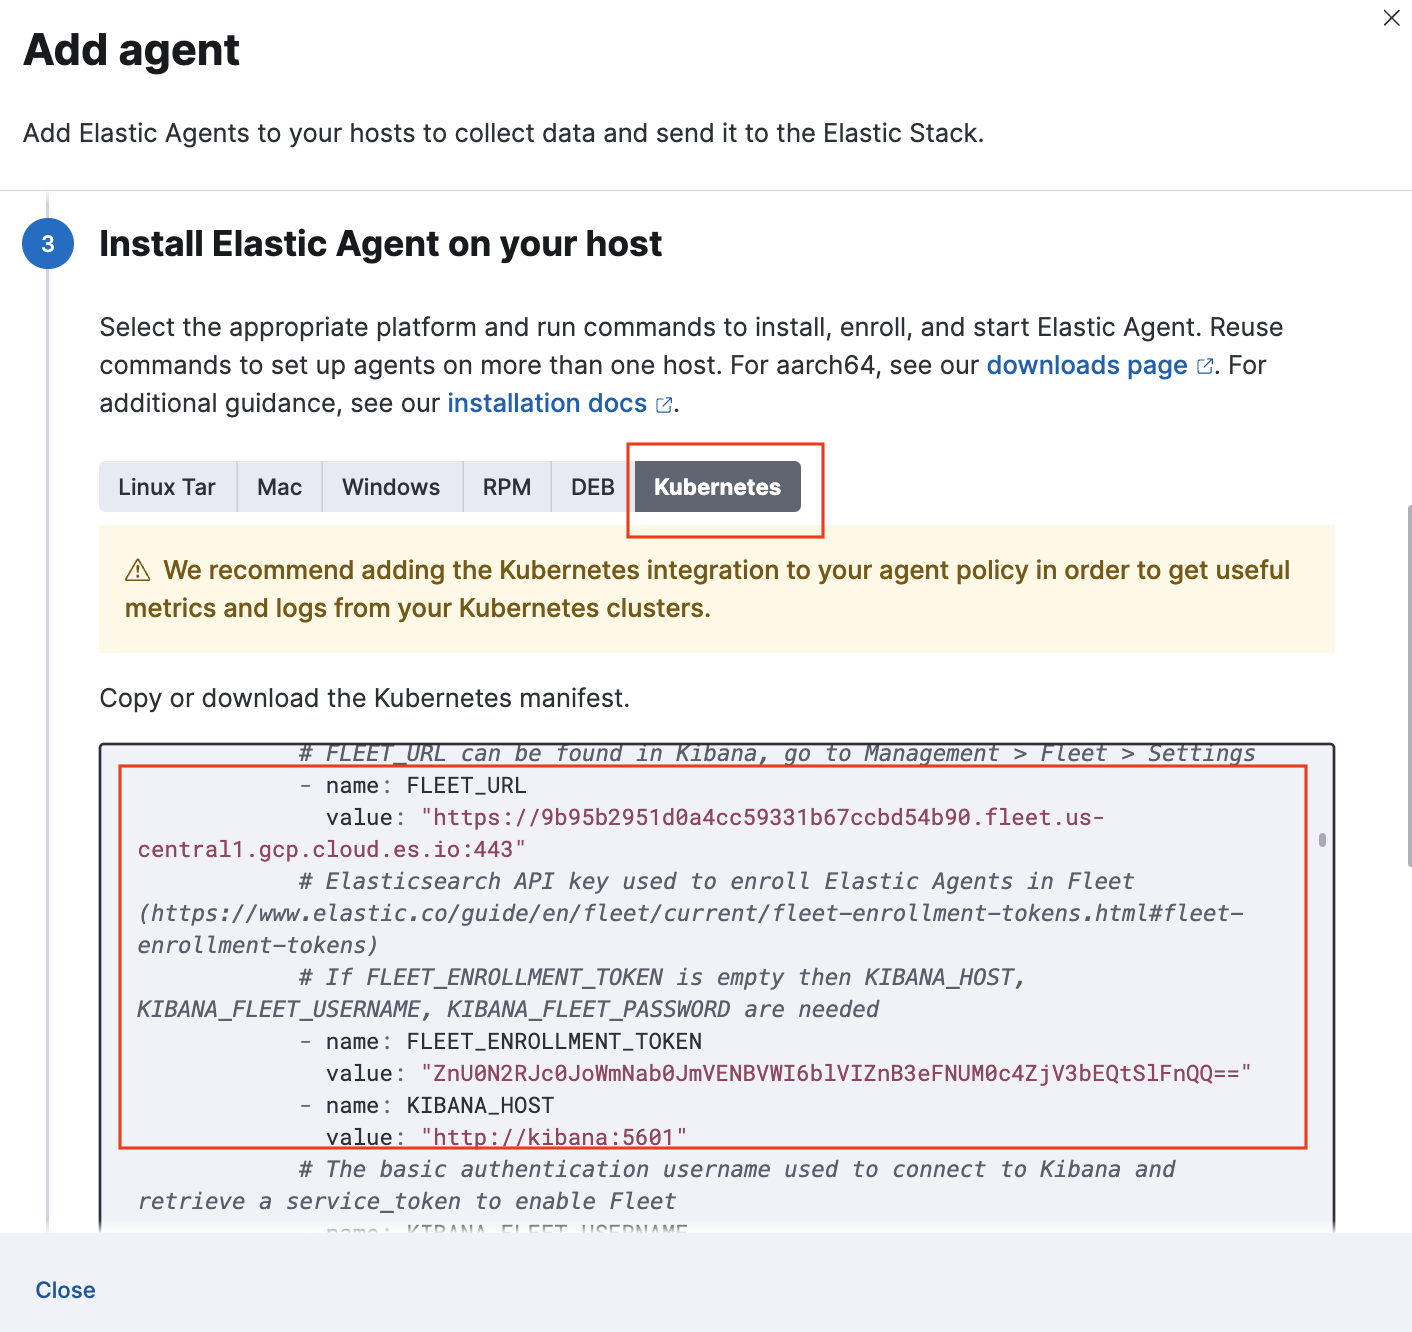 Add agent
Add Elastic Agents to your hosts to collect data and send it to the Elastic Stack.
3
Install Elastic Agent on your host
Select the appropriate platform and run commands to install, enroll, and start Elastic Agent. Reuse
commands to set up agents on more than one host. For aarch64, see our downloads page. For
additional guidance, see our installation docs.
Linux Tar Mac Windows RPM DEB Kubernetes
We recommend adding the Kubernetes integration to your agent policy in order to get useful
metrics and logs from your Kubernetes clusters.
Copy or download the Kubernetes manifest.
# FLEET_URL can be found in Kibana, go to Management > Fleet > Settings
- name: FLEET_URL
value: "https://9b95b2951d0a4cc59331b67ccbd54b90.fleet.us-
central1.gcp.cloud.es.io:443"
# Elasticsearch API key used to enroll Elastic Agents in Fleet
(https://www.elastic.co/guide/en/fleet/current/fleet-enrollment-tokens.html#fleet-
enrollment-tokens)
# If FLEET_ENROLLMENT_TOKEN is empty then KIBANA_HOST,
KIBANA_FLEET_USERNAME, KIBANA_FLEET_PASSWORD are needed
- name: FLEET_ENROLLMENT_TOKEN
value: "ZnU0N2RJc0JoWmNab0JmVENBVWI6blVIZnB3eFNUM0c4ZjV3bEQtSlFnQQ=="
- name: KIBANA_HOST
value: "http://kibana:5601"
# The basic authentication username used to connect to Kibana and
retrieve a service_token to enable Fleet
- name: KIBANA_FLEET_USERNAME
Close